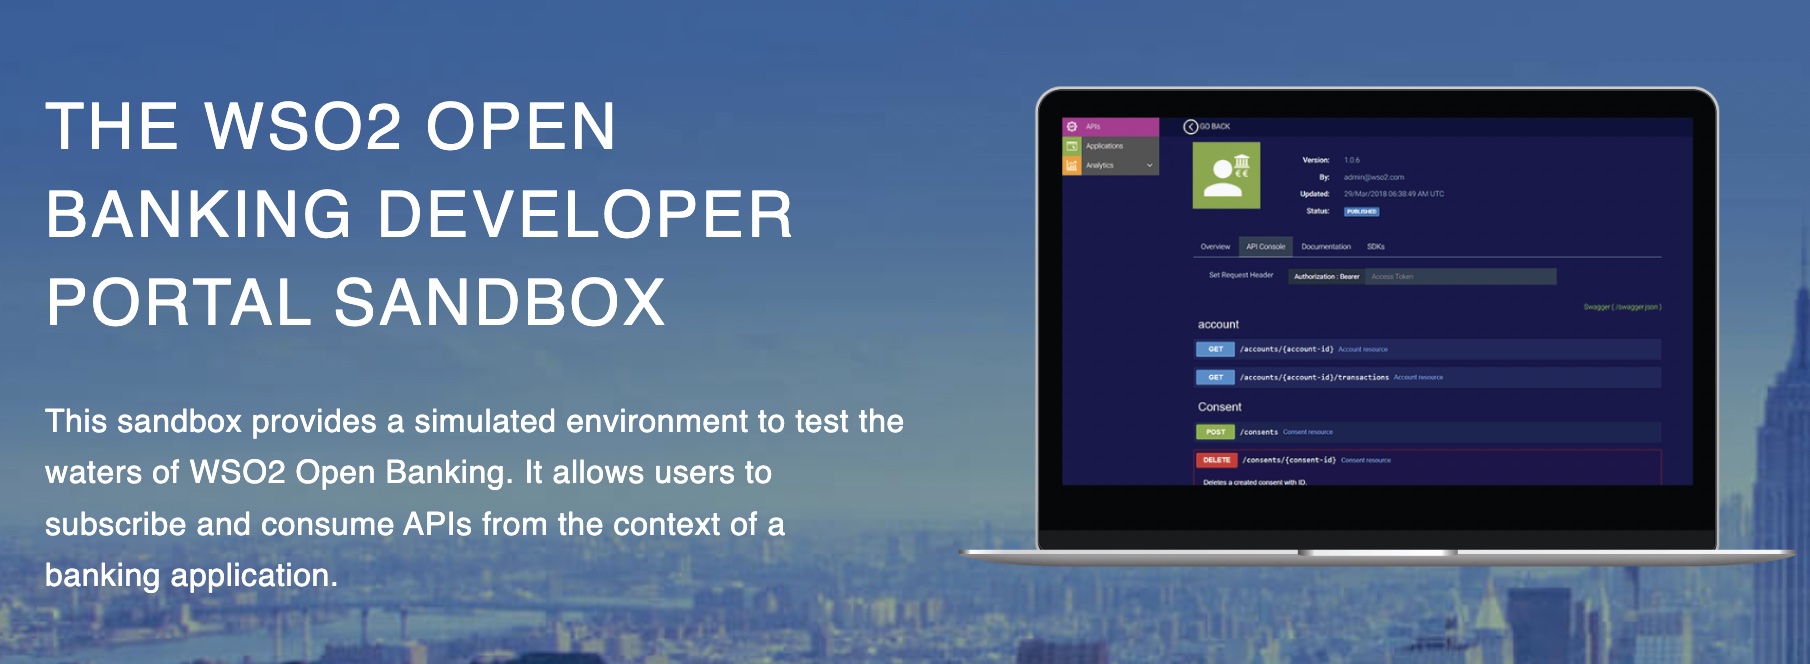 THE WSO2 OPEN
BANKING DEVELOPER
PORTAL SANDBOX
This sandbox provides a simulated environment to test the
waters of WSO2 Open Banking. It allows users to
subscribe and consume APIs from the context of a
banking application.
APIs
Applications
Analytics
GO BACK
Version: 1.0.6
By: admin@wso2.com
Updated: 29/Mar/2018 06:38:49 AM UTC
Status: PUBLISHED
Overview API Console Documentation SDKs
Set Request Header Authorization : Bearer Access Token
Swagger ( /swagger.json )
account
GET /accounts/{account-id} Account resource
GET /accounts/{account-id}/transactions Account resource
Consent
POST /consents Consent resource
DELETE /consents/{consent-id} Consent resource
Deletes a created consent with ID.